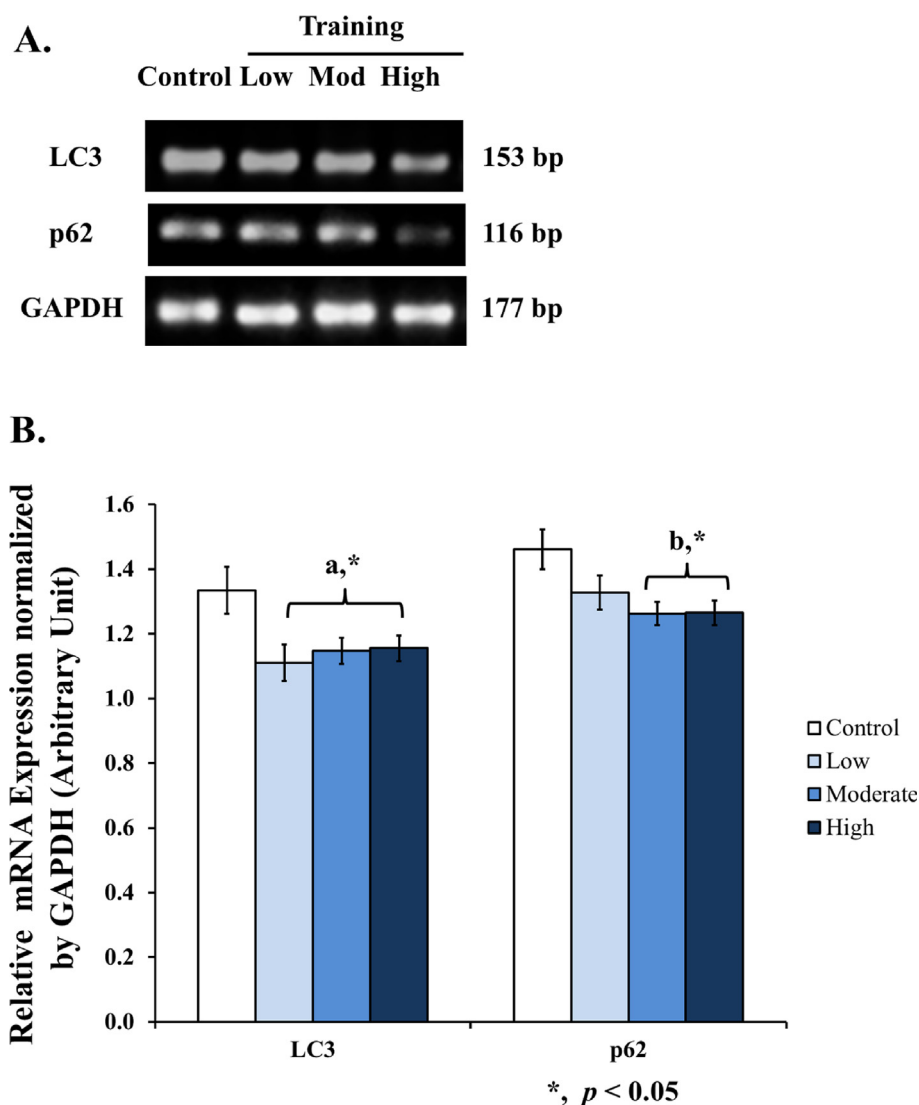 A.
Training
Control Low Mod High
LC3 153 bp
p62 116 bp
GAPDH 177 bp
B.
Relative mRNA Expression normalized
by GAPDH (Arbitrary Unit)
1.6
1.4
1.2
1.0
0.8
0.6
0.4
0.2
0.0
a,*
b,*
Control
Low
Moderate
High
LC3 p62
*, p < 0.05